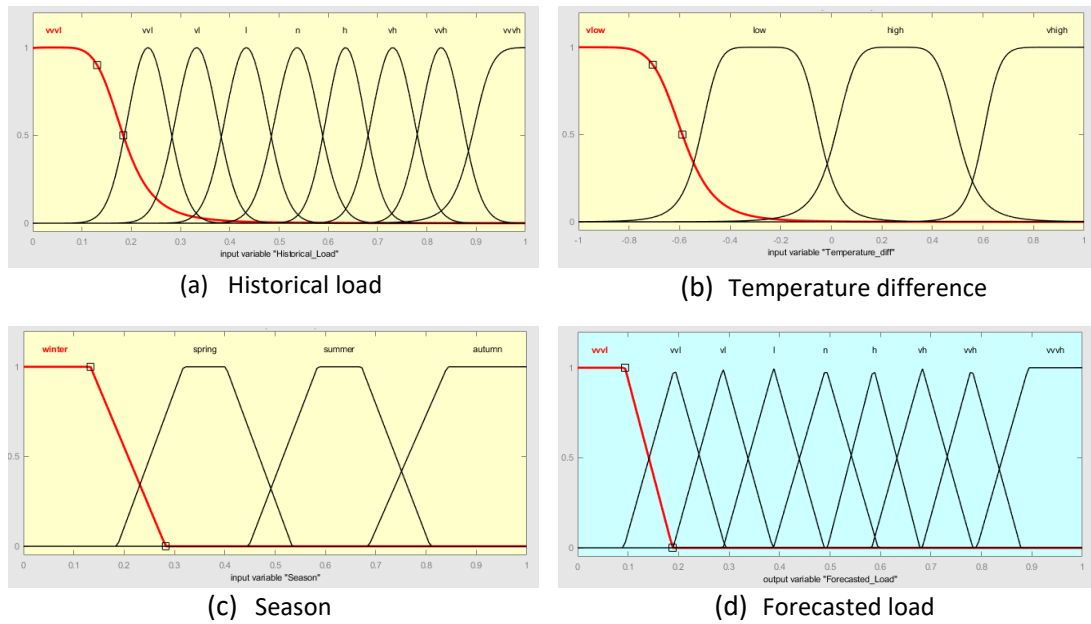 vvvl vvl vl l n h vh vvh vvvh
1
0.5
0
0 0.1 0.2 0.3 0.4 0.5 0.6 0.7 0.8 0.9 1
input variable "Historical_Load"
(a) Historical load
vlow low high vhigh
1
0.5
0
-1 -0.8 -0.6 -0.4 -0.2 0 0.2 0.4 0.6 0.8 1
input variable "Temperature_diff"
(b) Temperature difference
winter spring summer autumn
1
0.5
0
0 0.1 0.2 0.3 0.4 0.5 0.6 0.7 0.8 0.9 1
input variable "Season"
(c) Season
vvvl vvl vl l n h vh vvh vvvh
1
0.5
0
0 0.1 0.2 0.3 0.4 0.5 0.6 0.7 0.8 0.9 1
output variable "Forecasted_Load"
(d) Forecasted load